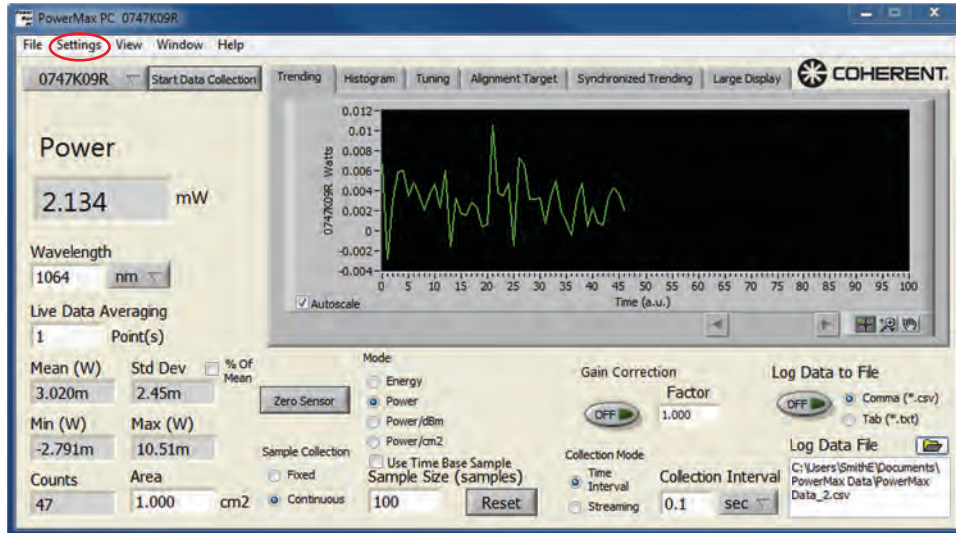 PowerMax PC 0747K09R
File Settings View Window Help
0747K09R Start Data Collection
Trending Histogram Tuning Alignment Target Synchronized Trending Large Display
COHERENT.
Power
2.134 mW
Wavelength
1064 nm
Live Data Averaging
1 Point(s)
0747K09R Watts
0.012
0.01
0.008
0.006
0.004
0.002
0
-0.002
-0.004
0 5 10 15 20 25 30 35 40 45 50 55 60 65 70 75 80 85 90 95 100
Time (a.u.)
Autoscale
Mean (W) Std Dev % Of Mean
3.020m 2.45m
Min (W) Max (W)
-2.791m 10.51m
Counts Area
47 1.000 cm2
Zero Sensor
Sample Collection
Fixed
Continuous
Mode
Energy
Power
Power/dBm
Power/cm2
Use Time Base Sample
Sample Size (samples)
100 Reset
Gain Correction
Factor
OFF 1.000
Collection Mode
Time Interval
Streaming
Collection Interval
0.1 sec
Log Data to File
OFF
Comma (*.csv)
Tab (*.txt)
Log Data File
C:\Users\SmithE\Documents\
PowerMax Data\PowerMax
Data_2.csv